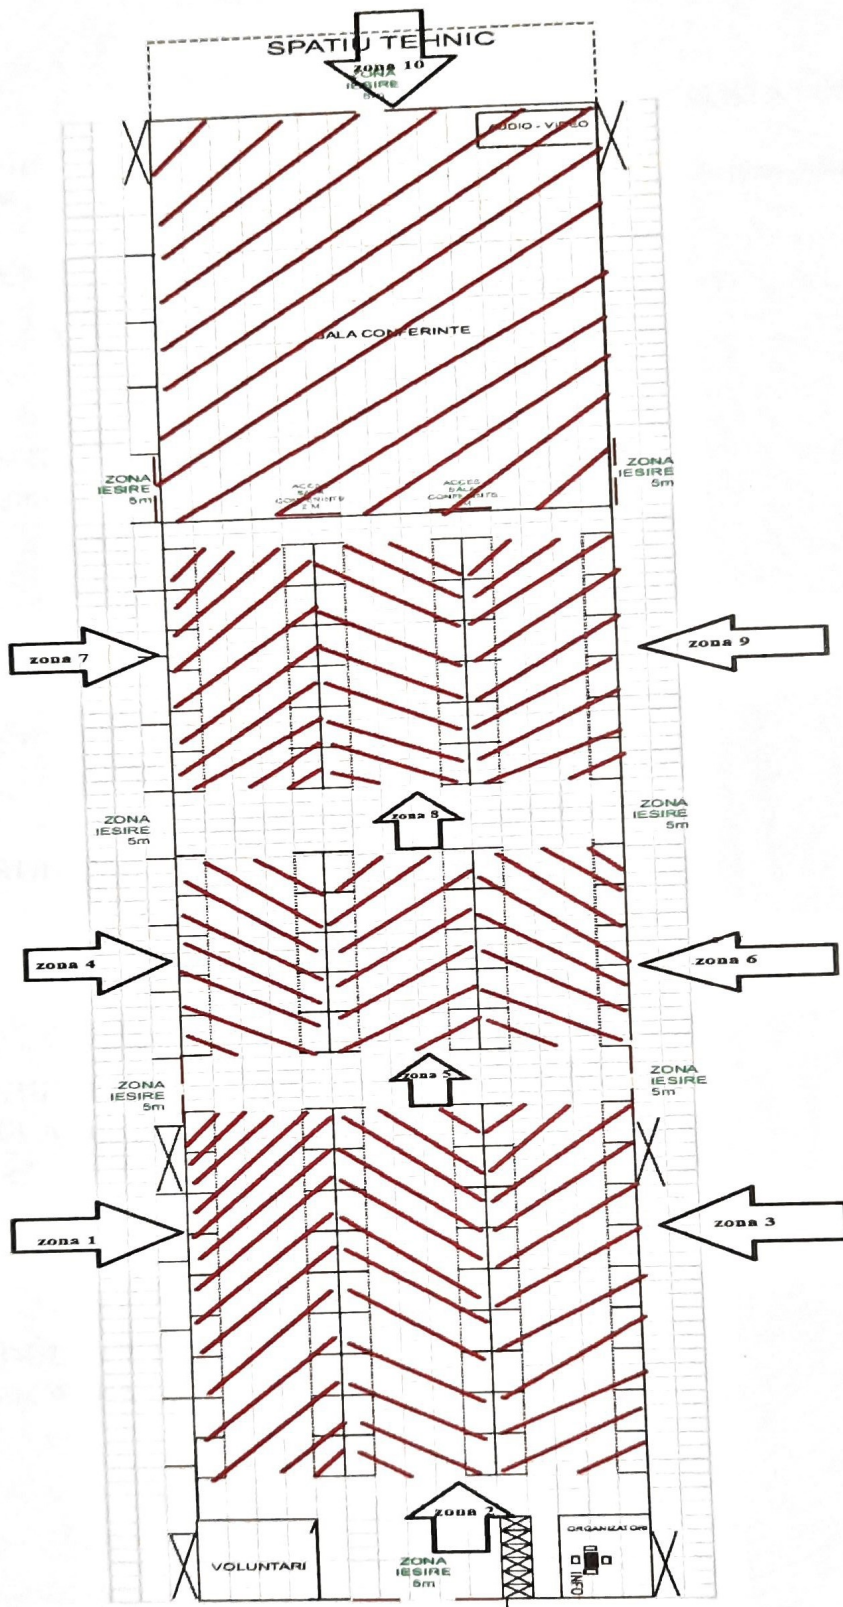 SPATIU TEHNIC
zona 10
ZONA
IESIRE
8m
AUDIO - VIDEO
SALA CONFERINTE
ZONA
IESIRE
5m
ACCES
SALA
CONFERINTE
2 M
ACCES
SALA
CONFERINTE
ZONA
IESIRE
5m
zona 7
zona 9
ZONA
IESIRE
5m
zona 8
ZONA
IESIRE
5m
zona 4
zona 6
ZONA
IESIRE
5m
zona 5
ZONA
IESIRE
5m
zona 1
zona 3
zona 2
VOLUNTARI
ZONA
IESIRE
6m
ORGANIZATORI
INFO